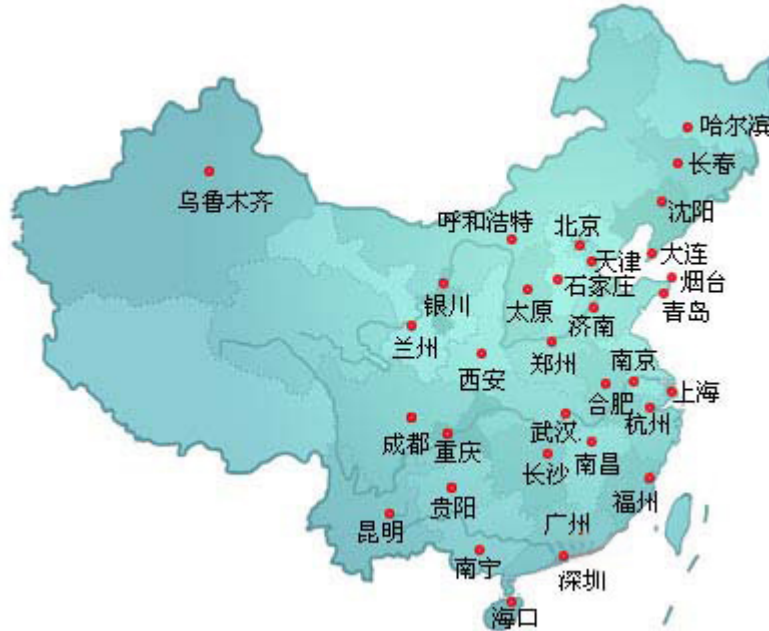 哈尔滨
长春
乌鲁木齐
沈阳
呼和浩特
北京
大连
天津
烟台
石家庄
银川
太原
青岛
济南
兰州
郑州
西安
南京
上海
合肥
杭州
武汉
成都
重庆
南昌
长沙
福州
贵阳
广州
昆明
南宁
深圳
海口